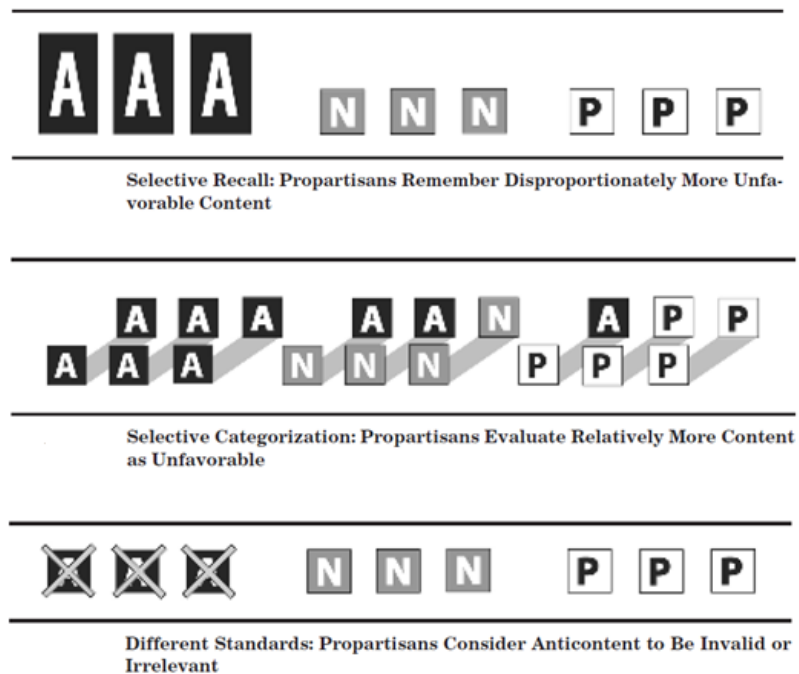 A A A N N N P P P
Selective Recall: Propartisans Remember Disproportionately More Unfa-
vorable Content
A A A A A N A P P
A A A N N N P P P
Selective Categorization: Propartisans Evaluate Relatively More Content
as Unfavorable
N N N P P P
Different Standards: Propartisans Consider Anticontent to Be Invalid or
Irrelevant